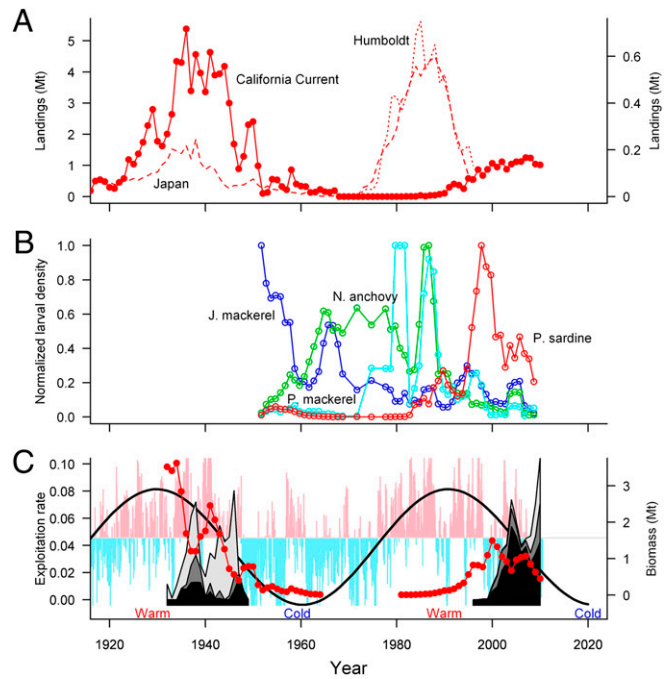 A
Landings (Mt)
5
4
3
2
1
0
California Current
Japan
Humboldt
0.6
0.4
0.2
0
Landings (Mt)
B
Normalized larval density
1.0
0.8
0.6
0.4
0.2
0.0
J. mackerel
N. anchovy
P. mackerel
P. sardine
C
Exploitation rate
0.10
0.08
0.06
0.04
0.02
0.00
3
2
1
0
Biomass (Mt)
Warm Cold Warm Cold
1920 1940 1960 1980 2000 2020
Year